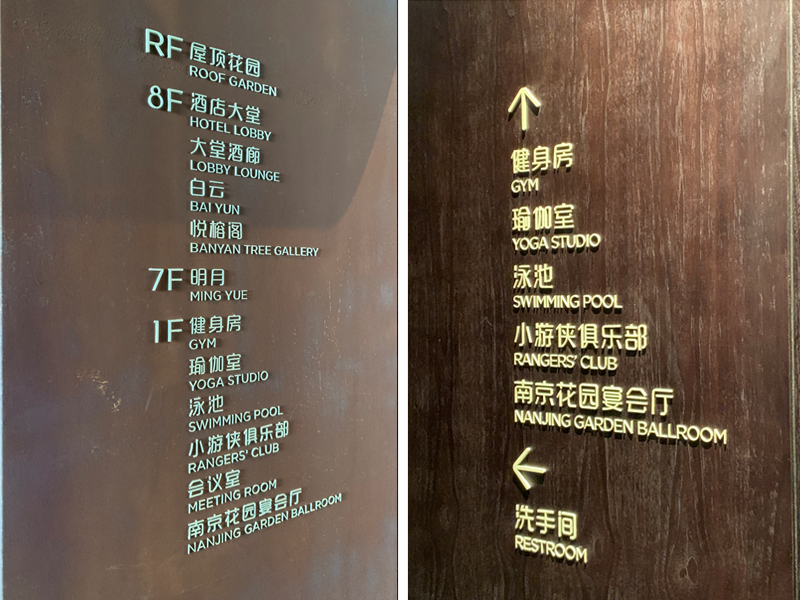 RF 屋顶花园
ROOF GARDEN
8F 酒店大堂
HOTEL LOBBY
大堂酒廊
LOBBY LOUNGE
白云
BAI YUN
悦榕阁
BANYAN TREE GALLERY
7F 明月
MING YUE
1F 健身房
GYM
瑜伽室
YOGA STUDIO
泳池
SWIMMING POOL
小游侠俱乐部
RANGERS' CLUB
会议室
MEETING ROOM
南京花园宴会厅
NANJING GARDEN BALLROOM
↑
健身房
GYM
瑜伽室
YOGA STUDIO
泳池
SWIMMING POOL
小游侠俱乐部
RANGERS' CLUB
南京花园宴会厅
NANJING GARDEN BALLROOM
←
洗手间
RESTROOM